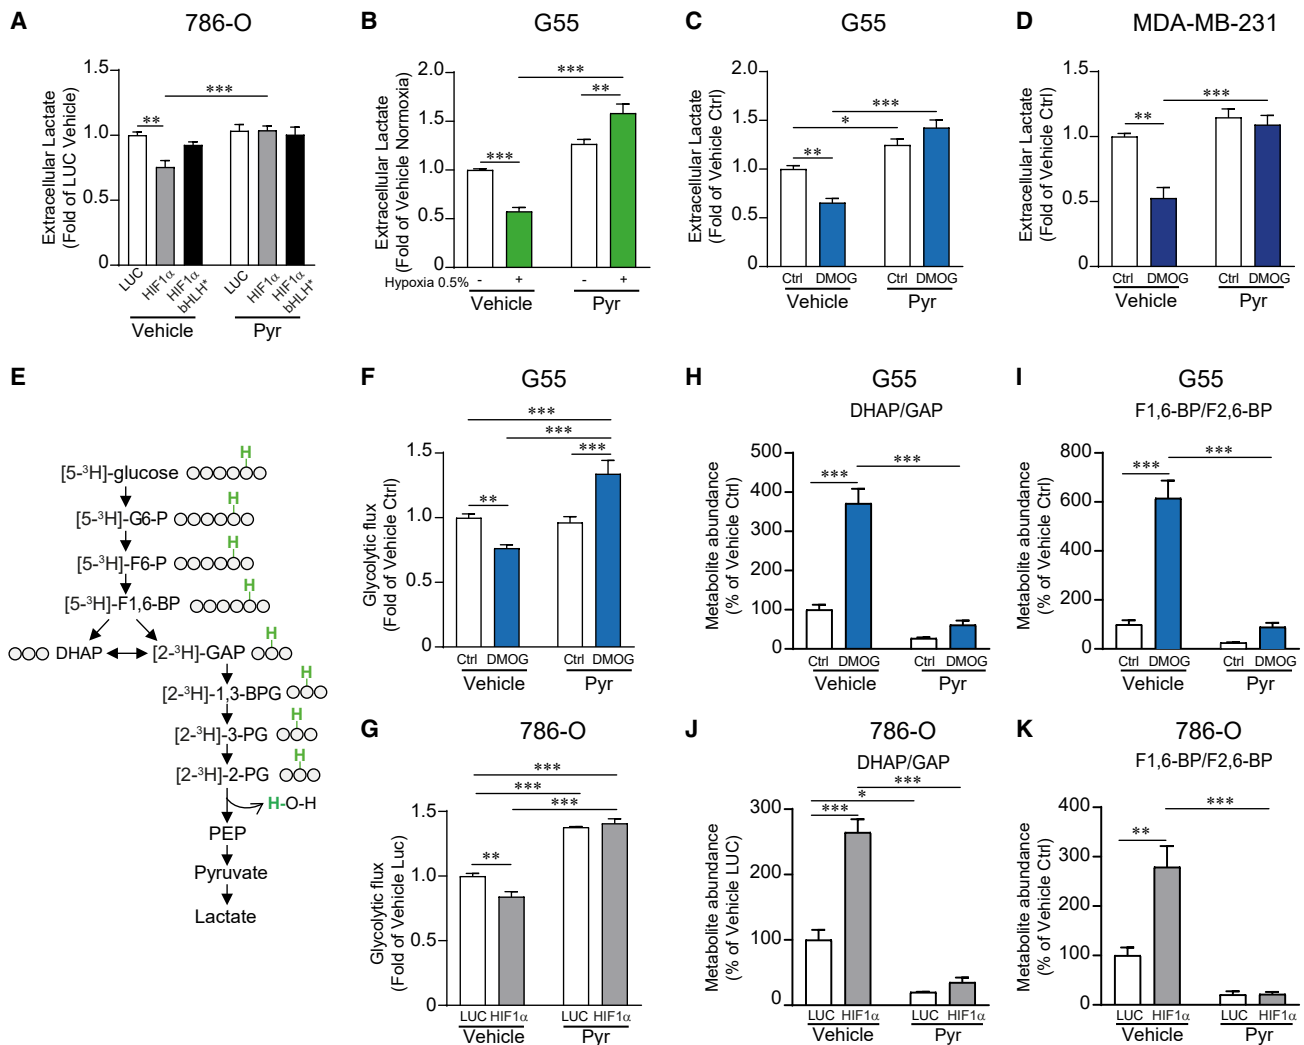 A
786-O
Extracellular Lactate
(Fold of LUC Vehicle)
1.5
1.0
0.5
0
**
***
LUC
HIF1α
HIF1α
bHLH*
LUC
HIF1α
HIF1α
bHLH*
Vehicle
Pyr
B
G55
Extracellular Lactate
(Fold of Vehicle Normoxia)
2.0
1.5
1.0
0.5
0
***
**
***
Hypoxia 0.5%
-
+
-
+
Vehicle
Pyr
C
G55
Extracellular Lactate
(Fold of Vehicle Ctrl)
2.0
1.5
1.0
0.5
0
***
*
**
Ctrl
DMOG
Ctrl
DMOG
Vehicle
Pyr
D
MDA-MB-231
Extracellular Lactate
(Fold of Vehicle Ctrl)
1.5
1.0
0.5
0
***
**
Ctrl
DMOG
Ctrl
DMOG
Vehicle
Pyr
E
H
[5-³H]-glucose
H
[5-³H]-G6-P
H
[5-³H]-F6-P
H
[5-³H]-F1,6-BP
H
DHAP
[2-³H]-GAP
H
[2-³H]-1,3-BPG
H
[2-³H]-3-PG
H
[2-³H]-2-PG
H-O-H
PEP
Pyruvate
Lactate
F
G55
Glycolytic flux
(Fold of Vehicle Ctrl)
1.5
1.0
0.5
0
***
***
***
**
Ctrl
DMOG
Ctrl
DMOG
Vehicle
Pyr
G
786-O
Glycolytic flux
(Fold of Vehicle Luc)
1.5
1.0
0.5
0
***
***
***
**
LUC
HIF1α
LUC
HIF1α
Vehicle
Pyr
H
G55
DHAP/GAP
Metabolite abundance
(% of Vehicle Ctrl)
500
400
300
200
100
0
***
***
Ctrl
DMOG
Ctrl
DMOG
Vehicle
Pyr
I
G55
F1,6-BP/F2,6-BP
Metabolite abundance
(% of Vehicle Ctrl)
800
600
400
200
0
***
***
Ctrl
DMOG
Ctrl
DMOG
Vehicle
Pyr
J
786-O
DHAP/GAP
Metabolite abundance
(% of Vehicle LUC)
300
200
100
0
***
*
***
LUC
HIF1α
LUC
HIF1α
Vehicle
Pyr
K
786-O
F1,6-BP/F2,6-BP
Metabolite abundance
(% of Vehicle Ctrl)
400
300
200
100
0
***
**
LUC
HIF1α
LUC
HIF1α
Vehicle
Pyr